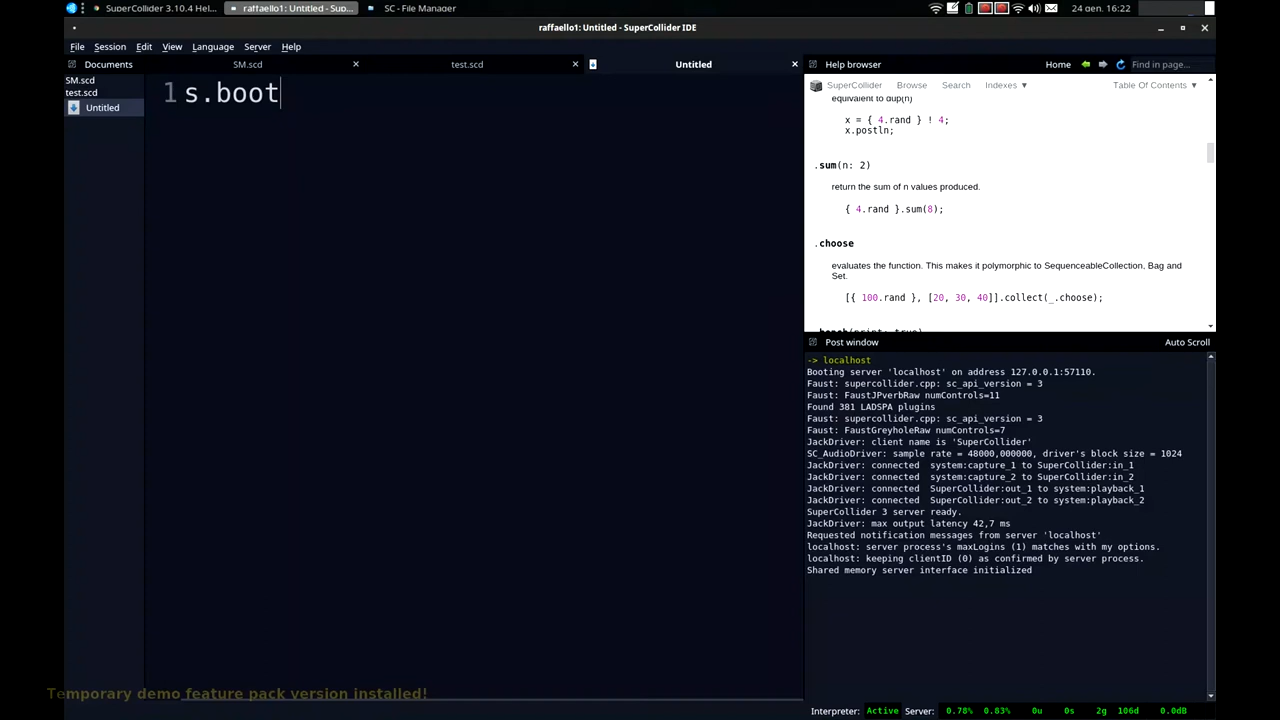 SuperCollider 3.10.4 Hel... raffaello1: Untitled - Sup... SC - File Manager 24 gen. 16:22
raffaello1: Untitled - SuperCollider IDE
File Session Edit View Language Server Help
Documents SM.scd test.scd Untitled Help browser Home Find in page...
SM.scd
test.scd
Untitled
1 s.boot
SuperCollider Browse Search Indexes ▼ Table Of Contents ▼
equivalent to dup(n)
x = { 4.rand } ! 4;
x.postln;
.sum(n: 2)
return the sum of n values produced.
{ 4.rand }.sum(8);
.choose
evaluates the function. This makes it polymorphic to SequenceableCollection, Bag and
Set.
[{ 100.rand }, [20, 30, 40]].collect(_.choose);
Post window Auto Scroll
-> localhost
Booting server 'localhost' on address 127.0.0.1:57110.
Faust: supercollider.cpp: sc_api_version = 3
Faust: FaustJPverbRaw numControls=11
Found 381 LADSPA plugins
Faust: supercollider.cpp: sc_api_version = 3
Faust: FaustGreyholeRaw numControls=7
JackDriver: client name is 'SuperCollider'
SC_AudioDriver: sample rate = 48000,000000, driver's block size = 1024
JackDriver: connected  system:capture_1 to SuperCollider:in_1
JackDriver: connected  system:capture_2 to SuperCollider:in_2
JackDriver: connected  SuperCollider:out_1 to system:playback_1
JackDriver: connected  SuperCollider:out_2 to system:playback_2
SuperCollider 3 server ready.
JackDriver: max output latency 42,7 ms
Requested notification messages from server 'localhost'
localhost: server process's maxLogins (1) matches with my options.
localhost: keeping clientID (0) as confirmed by server process.
Shared memory server interface initialized
Temporary demo feature pack version installed!
Interpreter: Active Server: 0.78% 0.83% 0u 0s 2g 106d 0.0dB